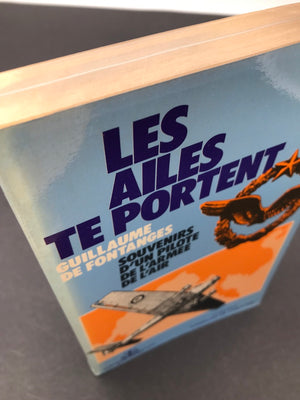 LES
AILES
TE PORTENT
GUILLAUME
DE FONTANGES
SOUVENIRS
D'UN PILOTE
DE L'ARMÉE
DE L'AIR